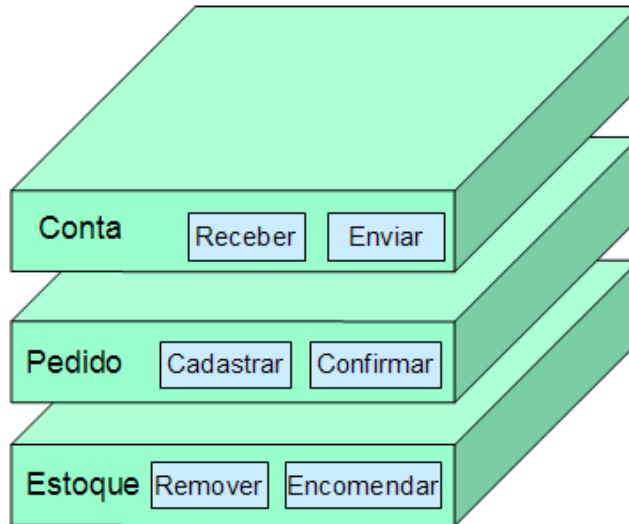 Conta Receber Enviar
Pedido Cadastrar Confirmar
Estoque Remover Encomendar